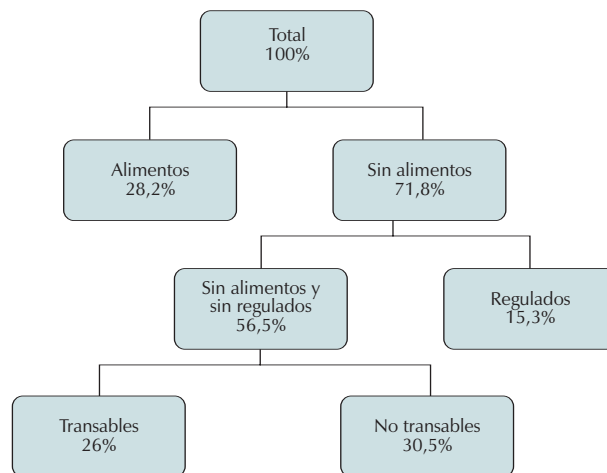 Total
100%
Alimentos
28,2%
Sin alimentos
71,8%
Sin alimentos y
sin regulados
56,5%
Regulados
15,3%
Transables
26%
No transables
30,5%